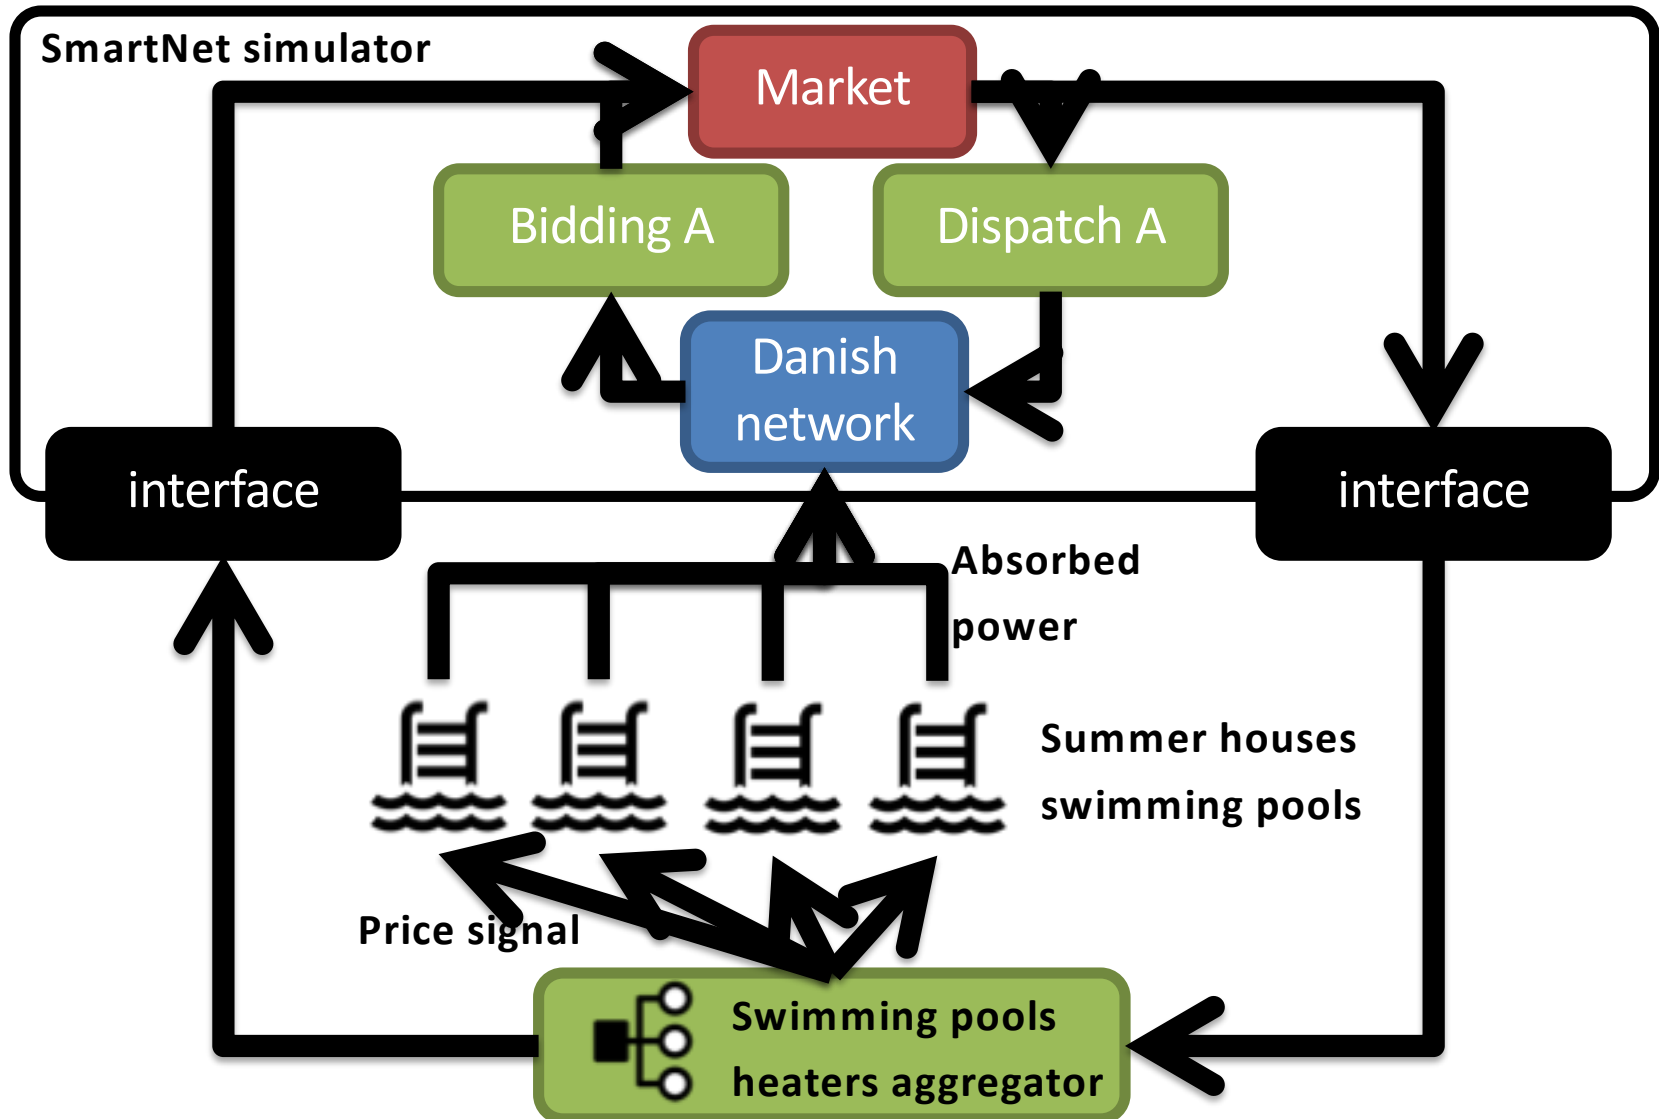 SmartNet simulator
Market
Bidding A
Dispatch A
Danish
network
interface
interface
Absorbed
power
Summer houses
swimming pools
Price signal
Swimming pools
heaters aggregator